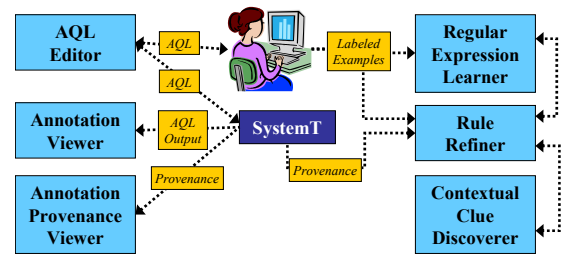 AQL
Editor
AQL
Labeled
Examples
Regular
Expression
Learner
AQL
Annotation
Viewer
AQL
Output
SystemT
Rule
Refiner
Provenance
Provenance
Annotation
Provenance
Viewer
Contextual
Clue
Discoverer